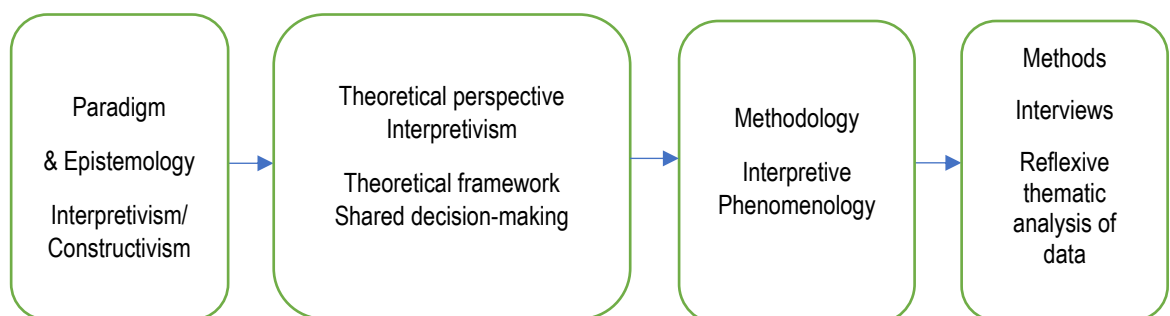 Paradigm
& Epistemology
Interpretivism/
Constructivism
Theoretical perspective
Interpretivism
Theoretical framework
Shared decision-making
Methodology
Interpretive
Phenomenology
Methods
Interviews
Reflexive
thematic
analysis of
data